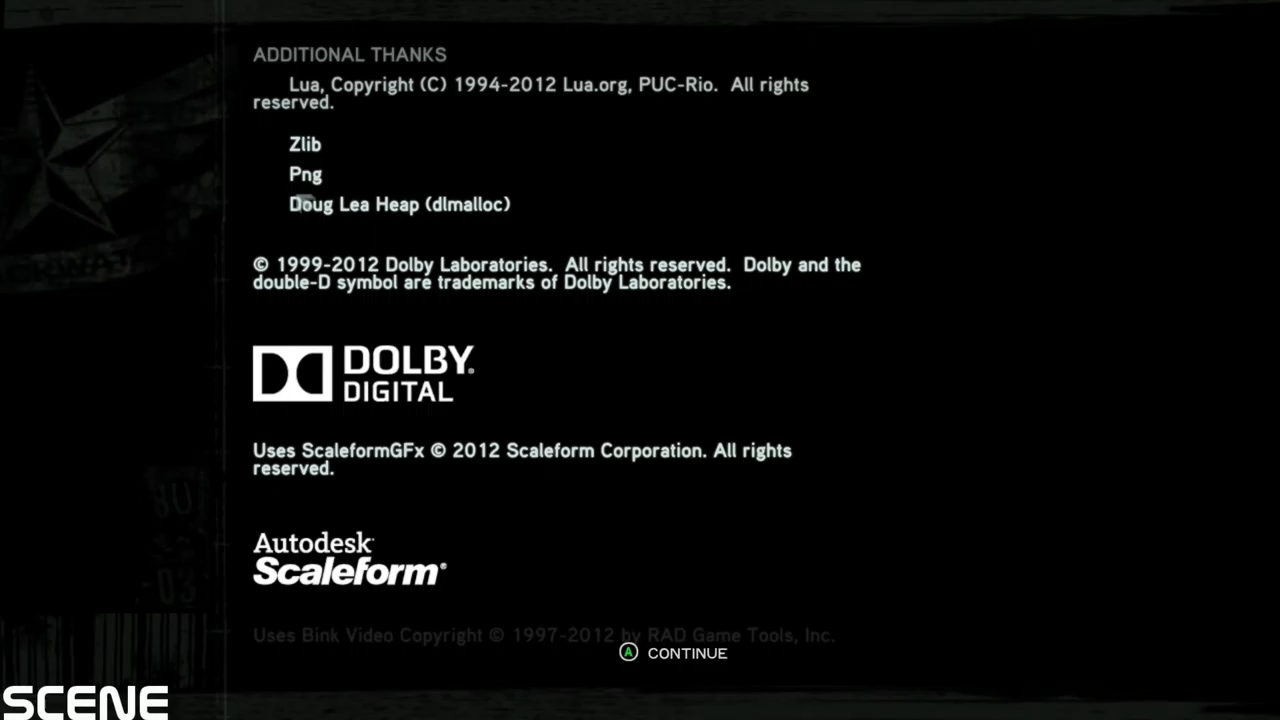 ADDITIONAL THANKS
Lua, Copyright (C) 1994-2012 Lua.org, PUC-Rio.  All rights
reserved.
Zlib
Png
Doug Lea Heap (dlmalloc)
© 1999-2012 Dolby Laboratories.  All rights reserved.  Dolby and the
double-D symbol are trademarks of Dolby Laboratories.
DOLBY®
DIGITAL
Uses ScaleformGFx © 2012 Scaleform Corporation. All rights
reserved.
Autodesk
Scaleform®
Uses Bink Video Copyright © 1997-2012 by RAD Game Tools, Inc.
A CONTINUE
SCENE